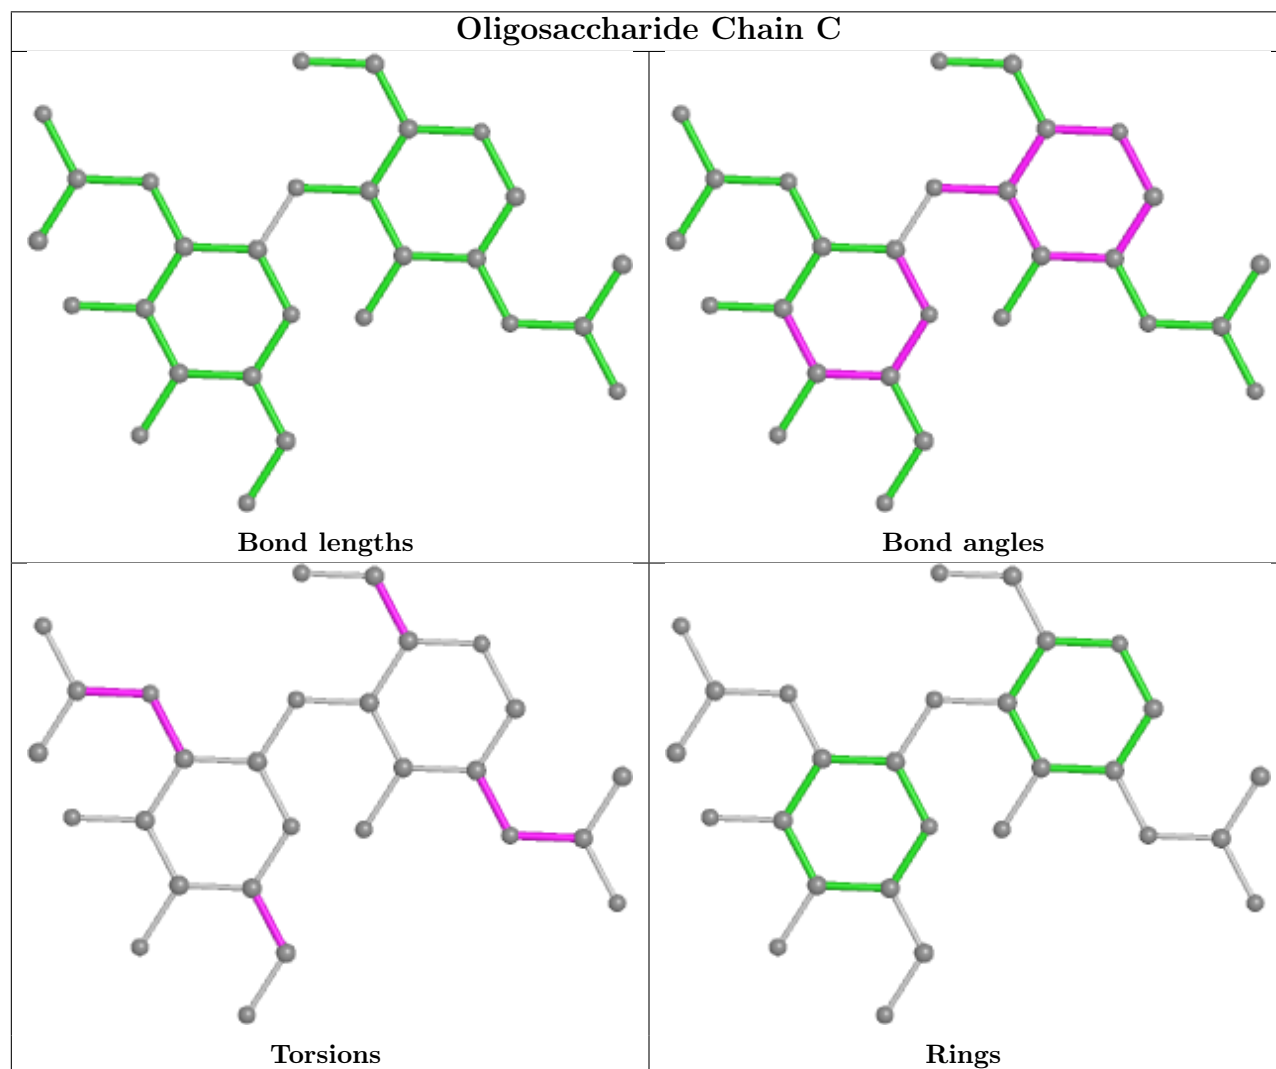 Oligosaccharide Chain C
Bond lengths
Bond angles
Torsions
Rings